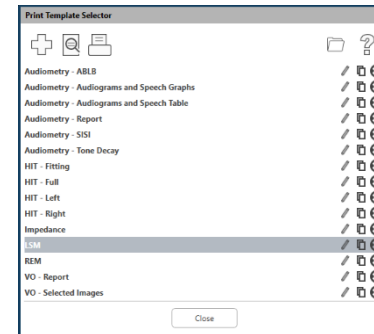 Print Template Selector
Audiometry - ABLB
Audiometry - Audiograms and Speech Graphs
Audiometry - Audiograms and Speech Table
Audiometry - Report
Audiometry - SISI
Audiometry - Tone Decay
HIT - Fitting
HIT - Full
HIT - Left
HIT - Right
Impedance
LSM
REM
VO - Report
VO - Selected Images
Close